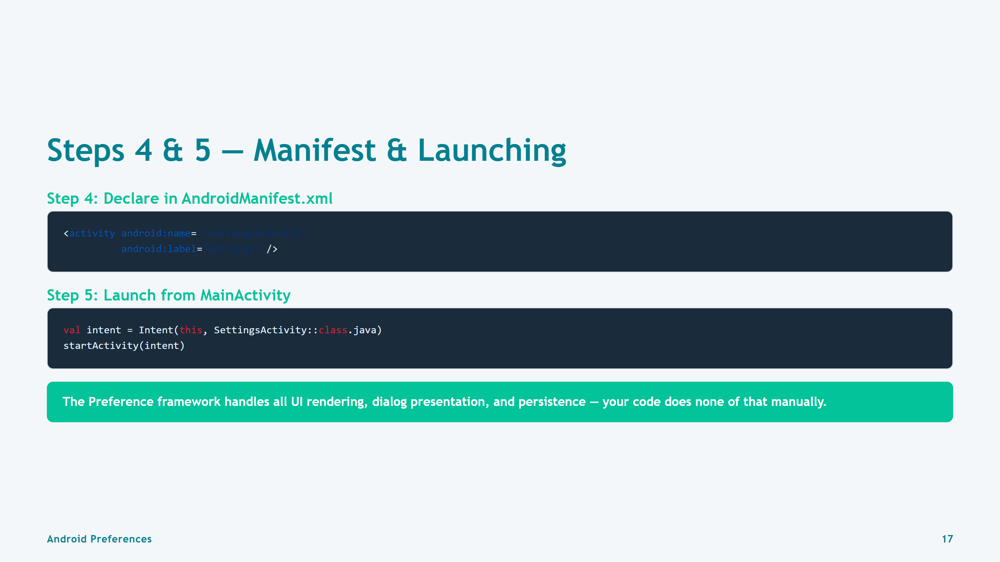 Steps 4 & 5 — Manifest & Launching
Step 4: Declare in AndroidManifest.xml
<activity android:name=".SettingsActivity"
android:label="Settings" />
Step 5: Launch from MainActivity
val intent = Intent(this, SettingsActivity::class.java)
startActivity(intent)
The Preference framework handles all UI rendering, dialog presentation, and persistence — your code does none of that manually.
Android Preferences
17